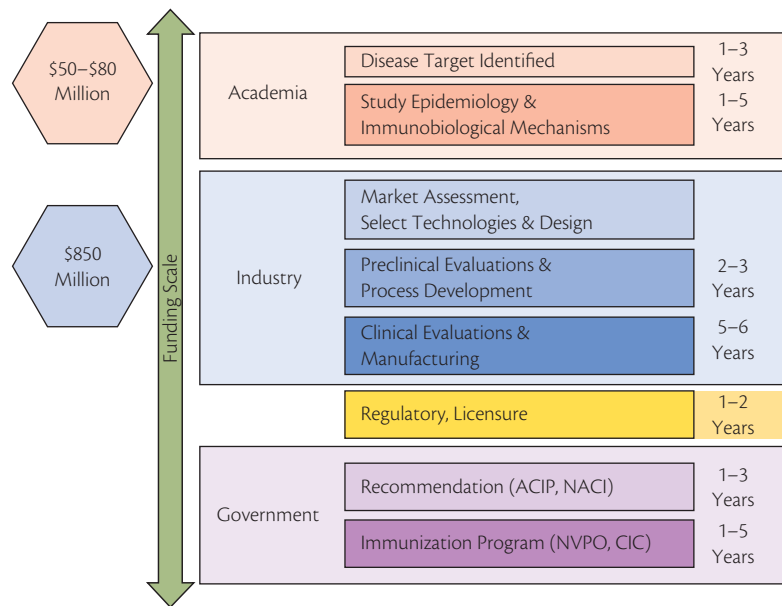 $50–$80
Million
Academia
Disease Target Identified
1–3
Years
Study Epidemiology &
Immunobiological Mechanisms
1–5
Years
$850
Million
Funding Scale
Industry
Market Assessment,
Select Technologies & Design
Preclinical Evaluations &
Process Development
2–3
Years
Clinical Evaluations &
Manufacturing
5–6
Years
Regulatory, Licensure
1–2
Years
Government
Recommendation (ACIP, NACI)
1–3
Years
Immunization Program (NVPO, CIC)
1–5
Years